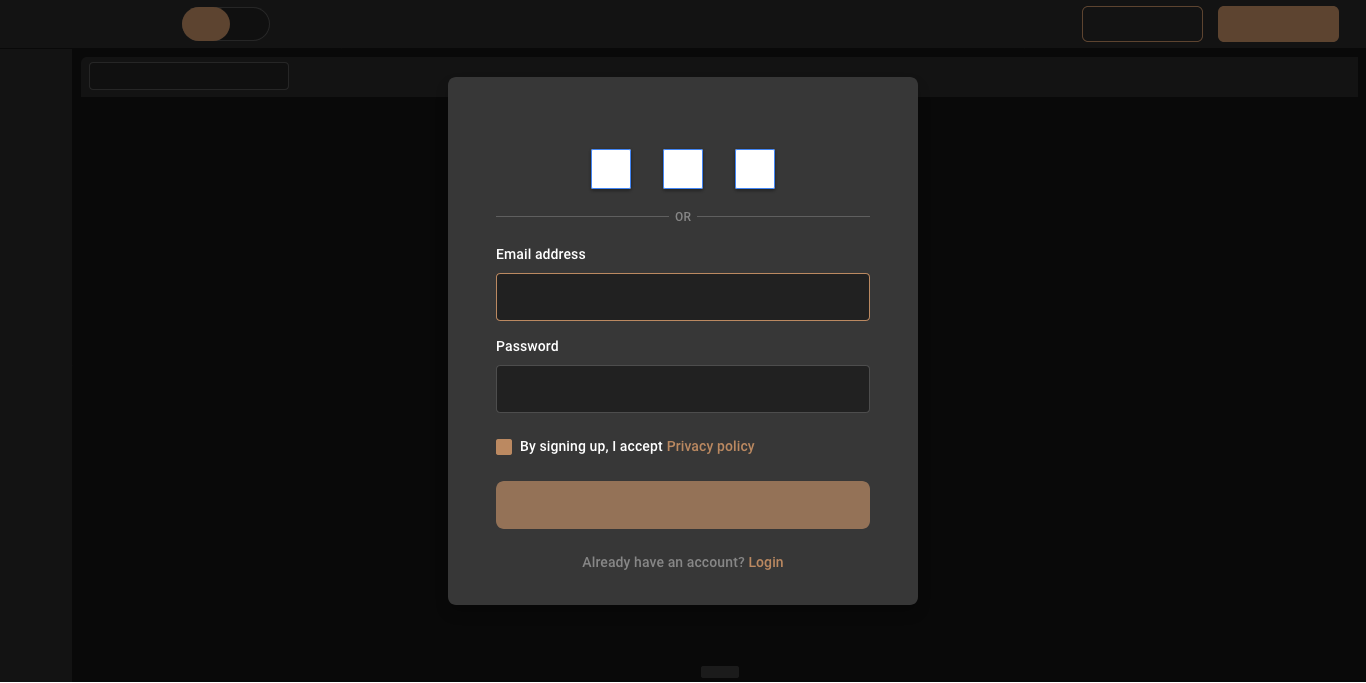 OR
Email address
Password
By signing up, I accept Privacy policy
Already have an account? Login